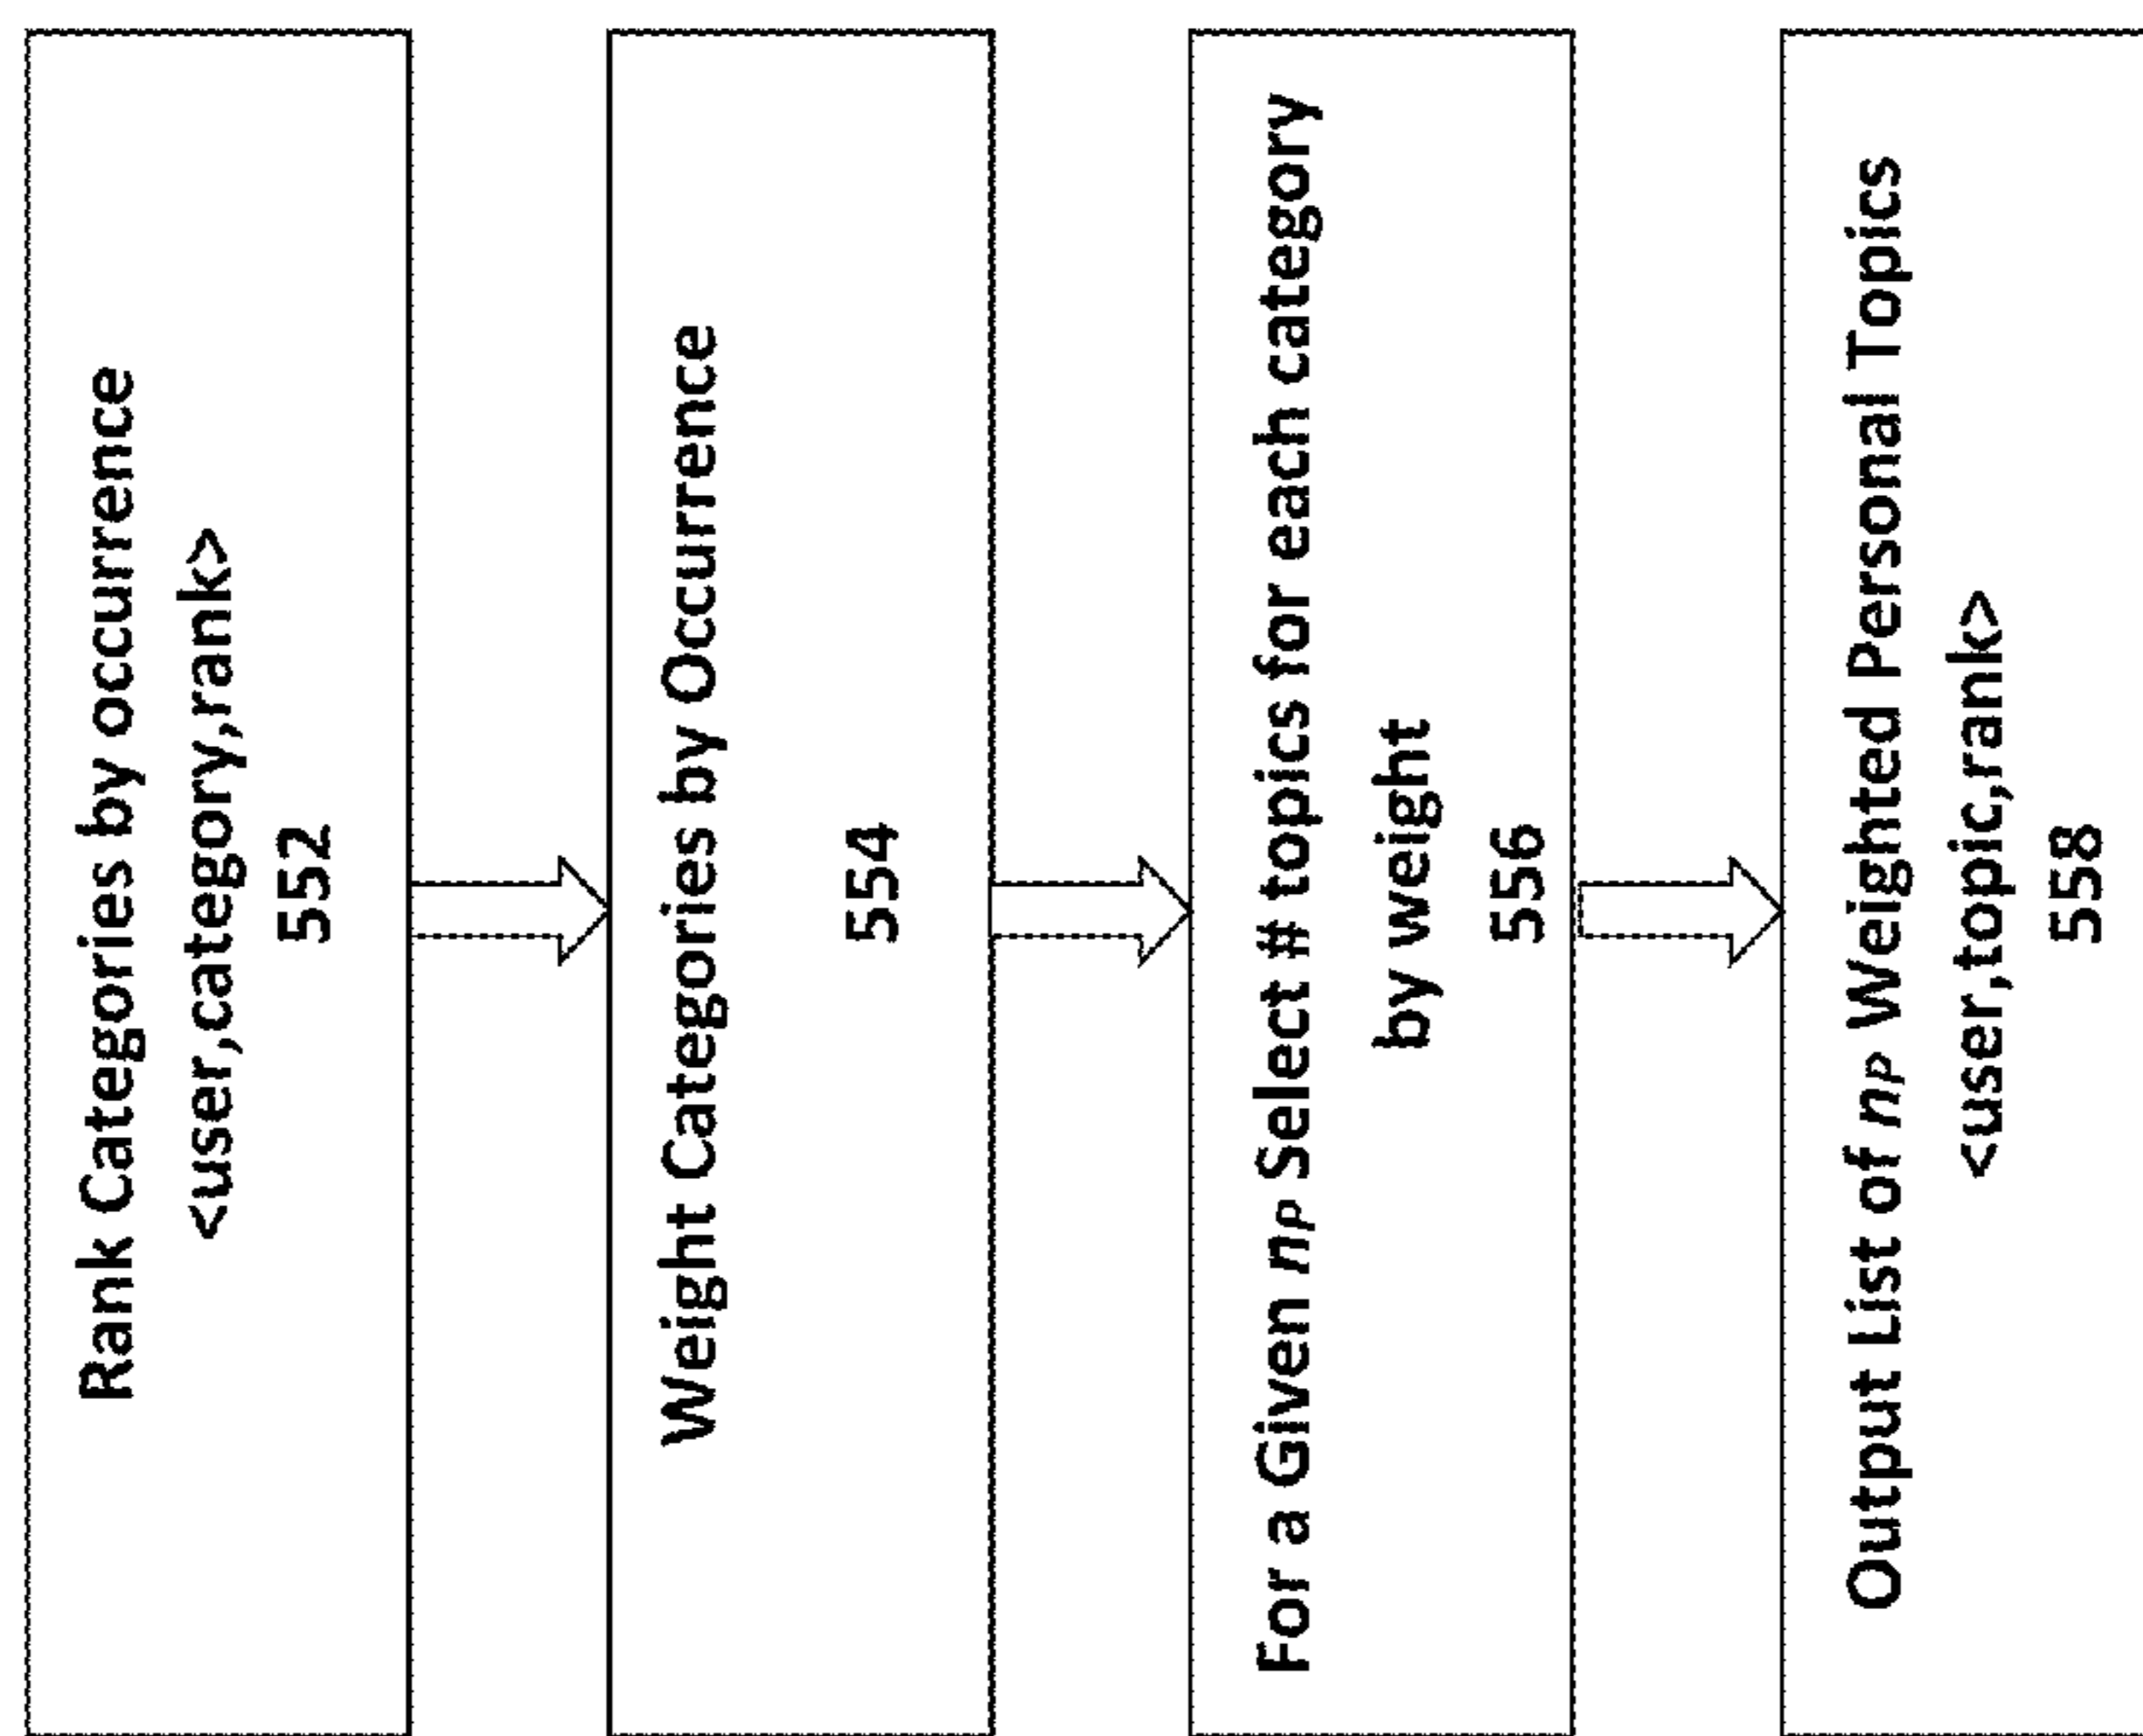 Rank Categories by occurrence
<user,category,rank>
552
Weight Categories by Occurrence
554
For a Given nP Select # topics for each category
by weight
556
Output List of nP Weighted Personal Topics
<user,topic,rank>
558